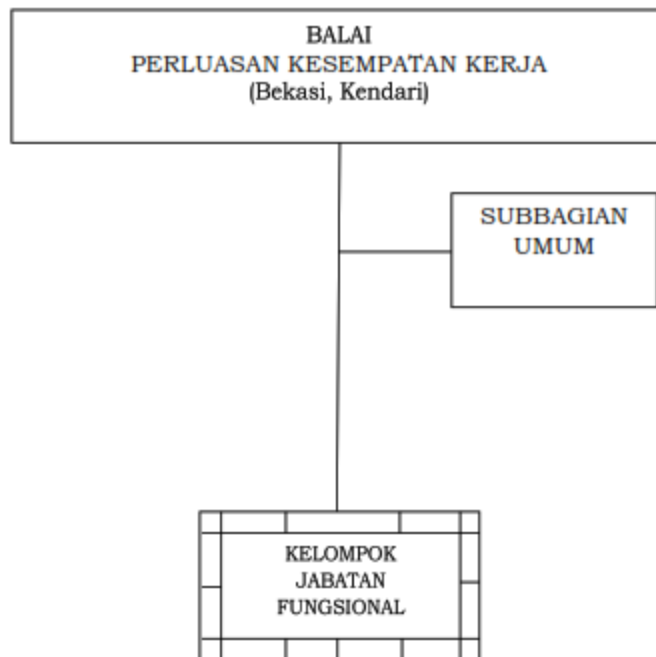 BALAI
PERLUASAN KESEMPATAN KERJA
(Bekasi, Kendari)
SUBBAGIAN
UMUM
KELOMPOK
JABATAN
FUNGSIONAL